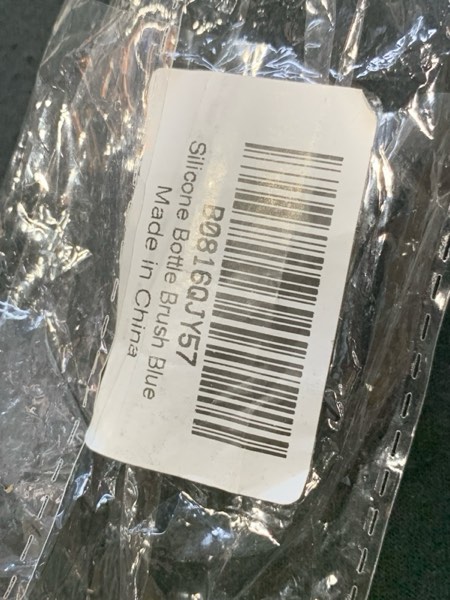 B0816QJY57
Silicone Bottle Brush Blue
Made in China